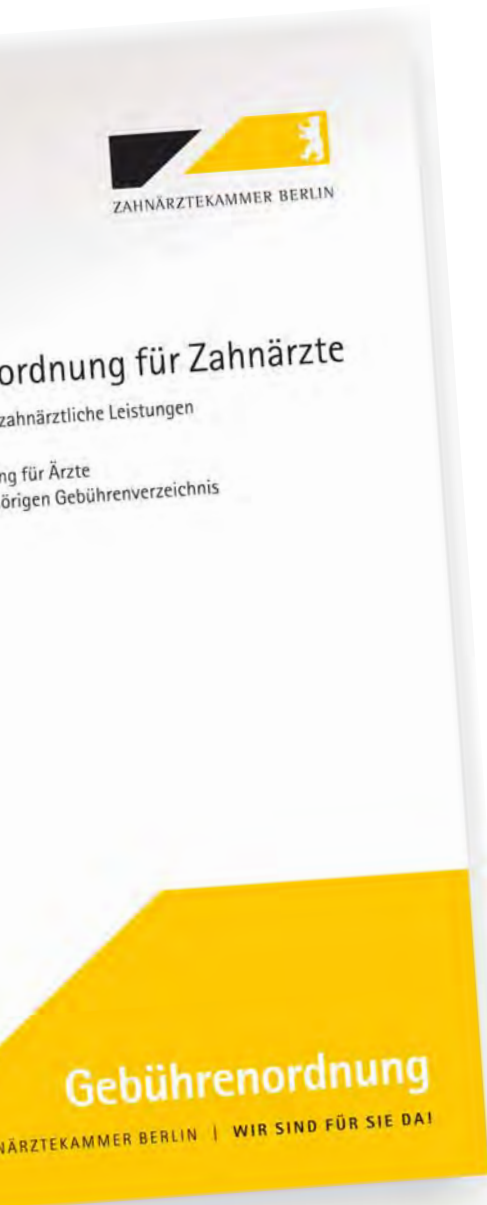 ZAHNÄRZTEKAMMER BERLIN
ordnung für Zahnärzte
zahnärztliche Leistungen
ng für Ärzte
örigen Gebührenverzeichnis
Gebührenordnung
NÄRZTEKAMMER BERLIN | WIR SIND FÜR SIE DA!